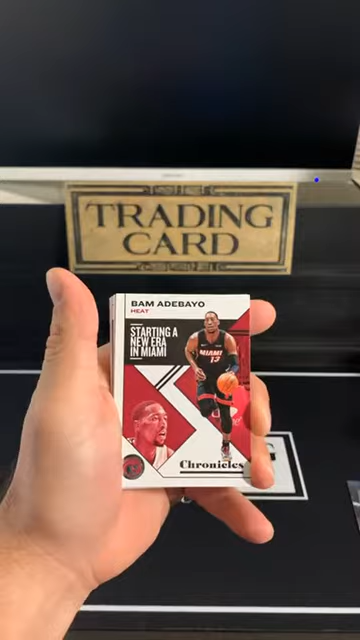 TRADING
CARD
BAM ADEBAYO
HEAT
STARTING A
NEW ERA
IN MIAMI
MIAMI
13
Chronicles